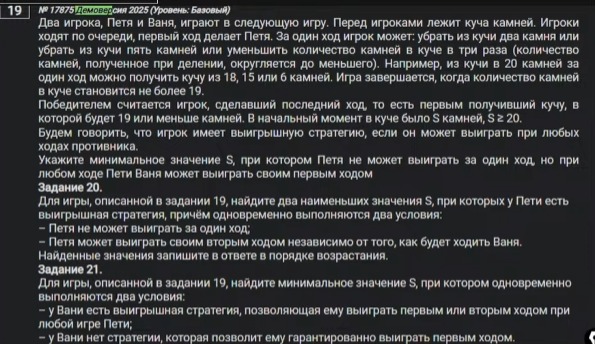 19 № 17875 Демоверсия 2025 (Уровень: Базовый)
Два игрока, Петя и Ваня, играют в следующую игру. Перед игроками лежит куча камней. Игроки
ходят по очереди, первый ход делает Петя. За один ход игрок может: убрать из кучи два камня или
убрать из кучи пять камней или уменьшить количество камней в куче в три раза (количество
камней, полученное при делении, округляется до меньшего). Например, из кучи в 20 камней за
один ход можно получить кучу из 18, 15 или 6 камней. Игра завершается, когда количество камней
в куче становится не более 19.
Победителем считается игрок, сделавший последний ход, то есть первым получивший кучу, в
которой будет 19 или меньше камней. В начальный момент в куче было S камней, S ≥ 20.
Будем говорить, что игрок имеет выигрышную стратегию, если он может выиграть при любых
ходах противника.
Укажите минимальное значение S, при котором Петя не может выиграть за один ход, но при
любом ходе Пети Ваня может выиграть своим первым ходом
Задание 20.
Для игры, описанной в задании 19, найдите два наименьших значения S, при которых у Пети есть
выигрышная стратегия, причём одновременно выполняются два условия:
– Петя не может выиграть за один ход;
– Петя может выиграть своим вторым ходом независимо от того, как будет ходить Ваня.
Найденные значения запишите в ответе в порядке возрастания.
Задание 21.
Для игры, описанной в задании 19, найдите минимальное значение S, при котором одновременно
выполняются два условия:
– у Вани есть выигрышная стратегия, позволяющая ему выиграть первым или вторым ходом при
любой игре Пети;
– у Вани нет стратегии, которая позволит ему гарантированно выиграть первым ходом.